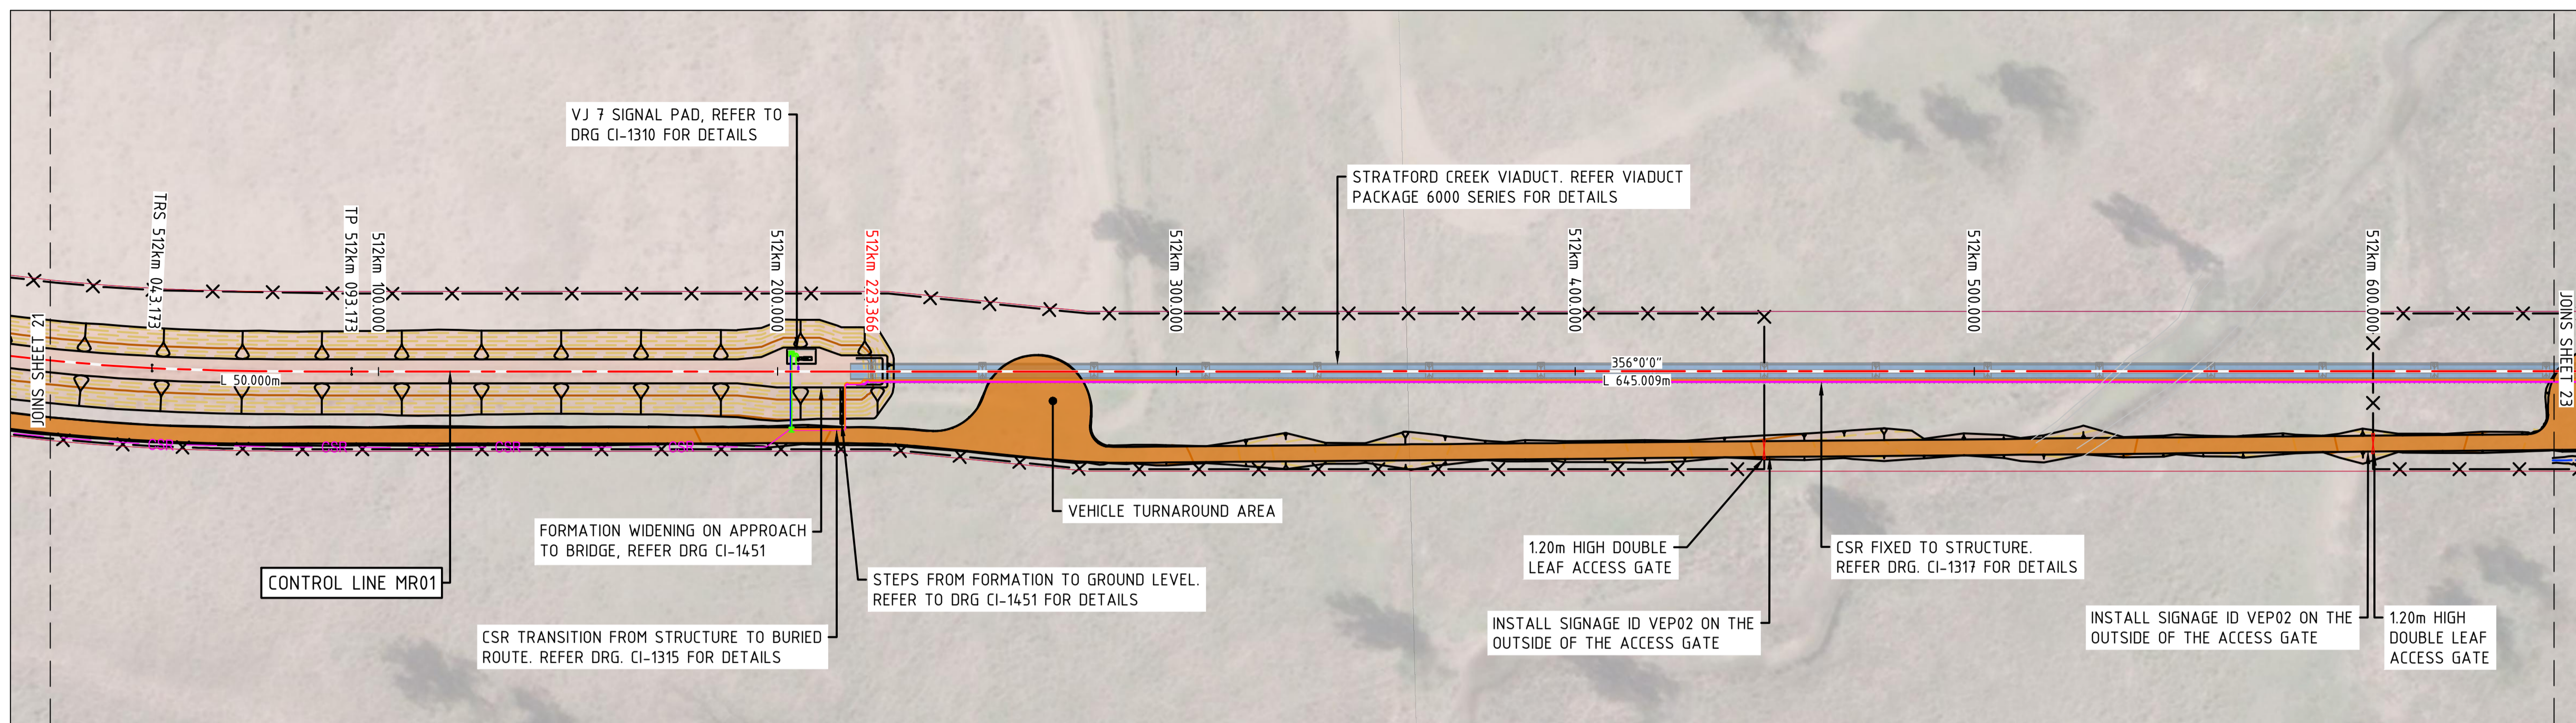 VJ 7 SIGNAL PAD, REFER TO
DRG CI-1310 FOR DETAILS
STRATFORD CREEK VIADUCT. REFER VIADUCT
PACKAGE 6000 SERIES FOR DETAILS
JOINS SHEET 21
TRS 512km 043.173
TP 512km 093.173
512km 100.000
512km 200.000
512km 223.366
512km 300.000
512km 400.000
512km 500.000
512km 600.000
JOINS SHEET 23
L 50.000m
356°0'0"
L 645.009m
CSR
CSR
CSR
CSR
VEHICLE TURNAROUND AREA
FORMATION WIDENING ON APPROACH
TO BRIDGE, REFER DRG CI-1451
CONTROL LINE MR01
STEPS FROM FORMATION TO GROUND LEVEL.
REFER TO DRG CI-1451 FOR DETAILS
CSR TRANSITION FROM STRUCTURE TO BURIED
ROUTE. REFER DRG. CI-1315 FOR DETAILS
1.20m HIGH DOUBLE
LEAF ACCESS GATE
CSR FIXED TO STRUCTURE.
REFER DRG. CI-1317 FOR DETAILS
INSTALL SIGNAGE ID VEP02 ON THE
OUTSIDE OF THE ACCESS GATE
INSTALL SIGNAGE ID VEP02 ON THE
OUTSIDE OF THE ACCESS GATE
1.20m HIGH
DOUBLE LEAF
ACCESS GATE